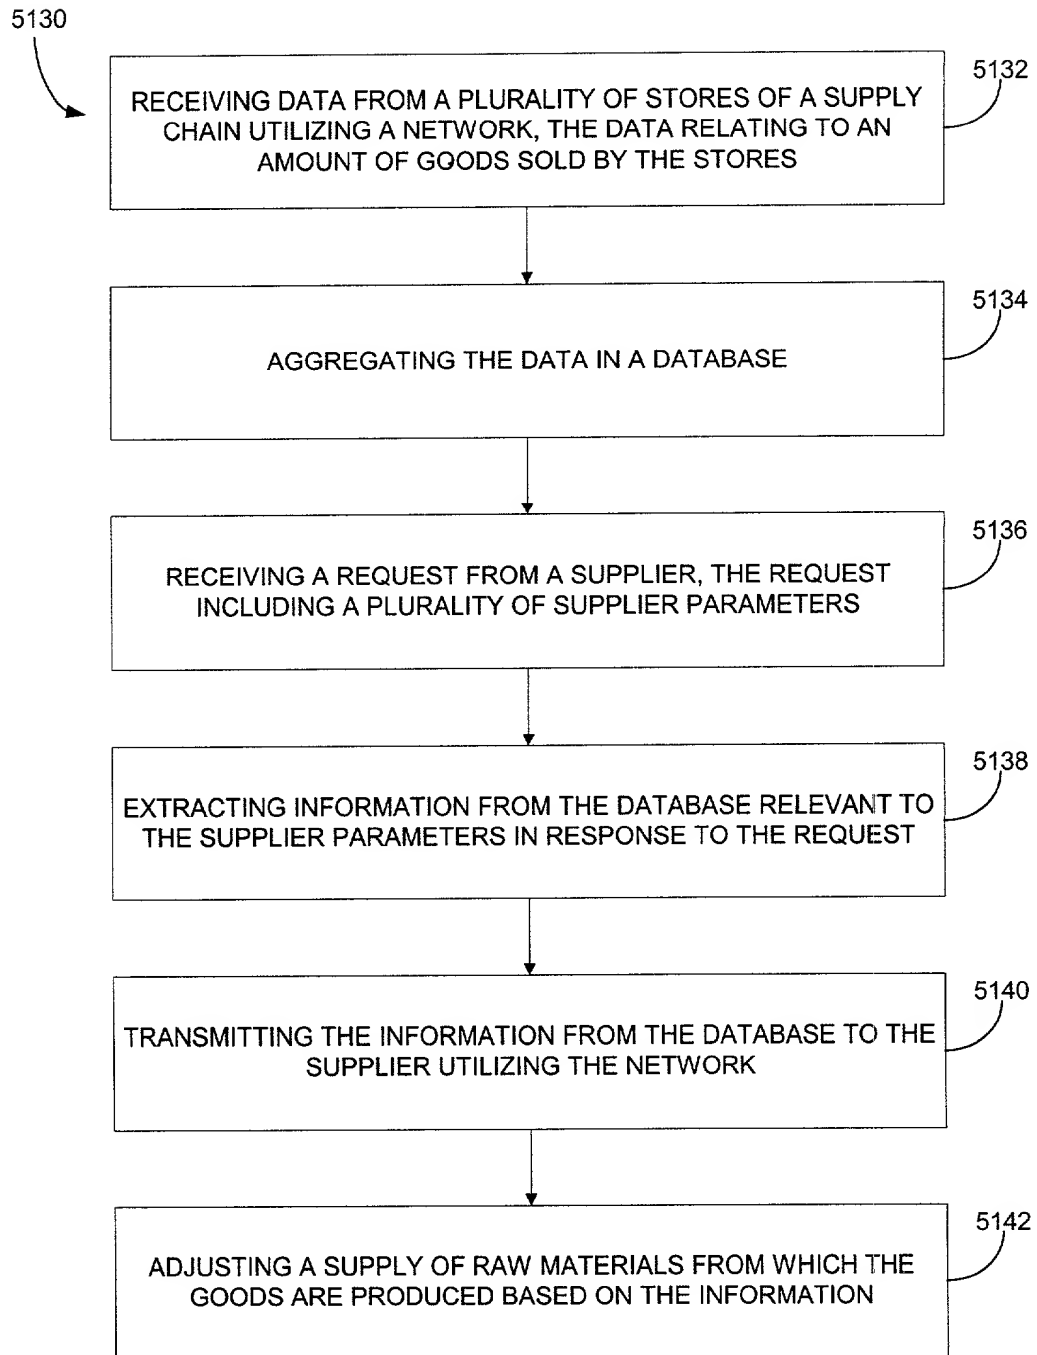 5130
5132
RECEIVING DATA FROM A PLURALITY OF STORES OF A SUPPLY
CHAIN UTILIZING A NETWORK, THE DATA RELATING TO AN
AMOUNT OF GOODS SOLD BY THE STORES
5134
AGGREGATING THE DATA IN A DATABASE
5136
RECEIVING A REQUEST FROM A SUPPLIER, THE REQUEST
INCLUDING A PLURALITY OF SUPPLIER PARAMETERS
5138
EXTRACTING INFORMATION FROM THE DATABASE RELEVANT TO
THE SUPPLIER PARAMETERS IN RESPONSE TO THE REQUEST
5140
TRANSMITTING THE INFORMATION FROM THE DATABASE TO THE
SUPPLIER UTILIZING THE NETWORK
5142
ADJUSTING A SUPPLY OF RAW MATERIALS FROM WHICH THE
GOODS ARE PRODUCED BASED ON THE INFORMATION